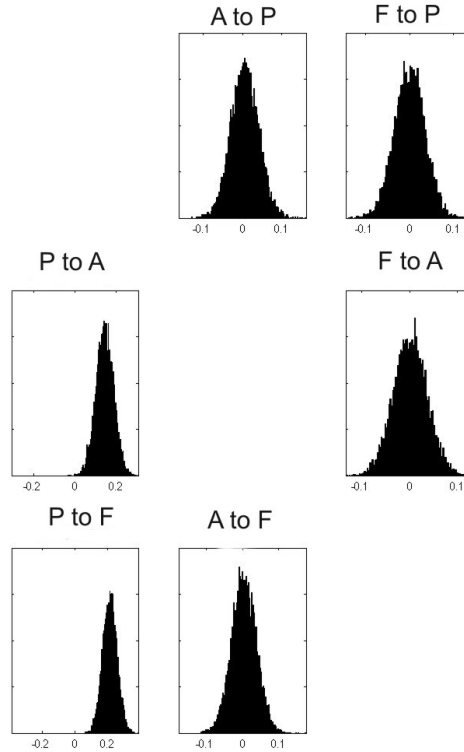 A to P F to P
-0.1 0 0.1 -0.1 0 0.1
P to A F to A
-0.2 0 0.2 -0.1 0 0.1
P to F A to F
0.2 0 0.2 -0.1 0 0.1